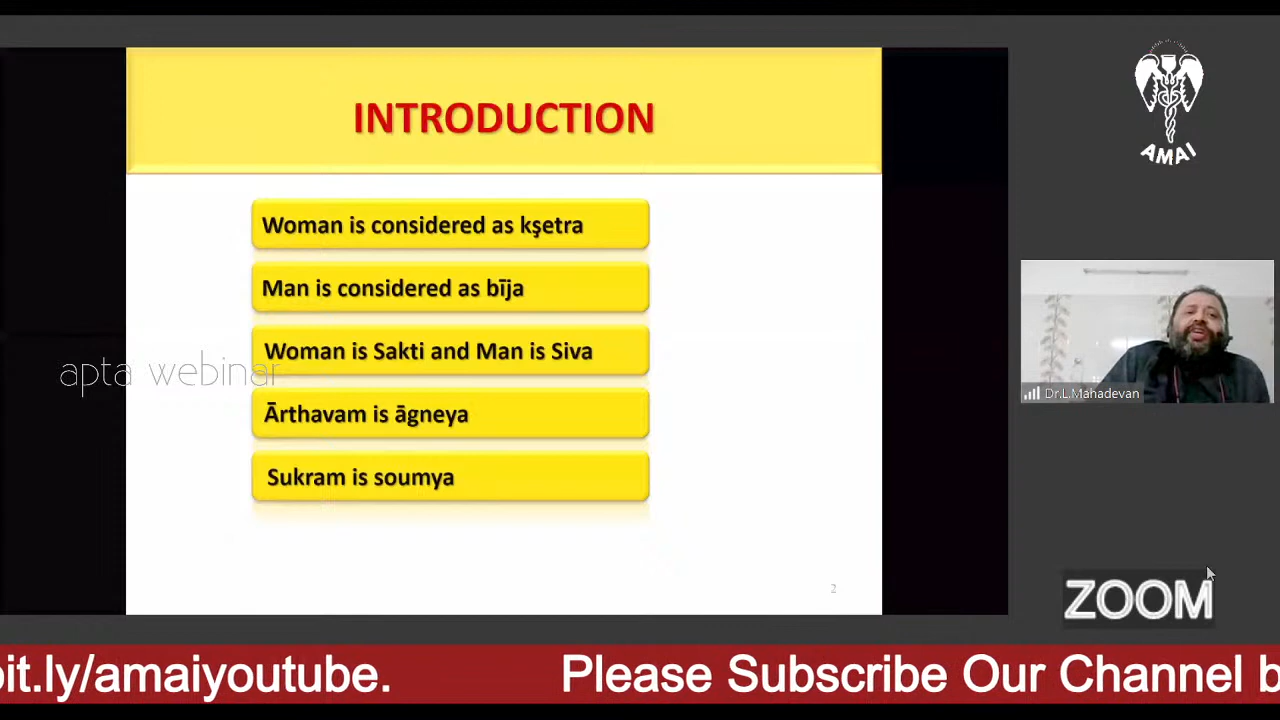 INTRODUCTION
Woman is considered as kşetra
Man is considered as bīja
Woman is Sakti and Man is Siva
Ārthavam is āgneya
Sukram is soumya
2
apta webinar
AMAI
Dr.L.Mahadevan
ZOOM
bit.ly/amaiyoutube. Please Subscribe Our Channel b